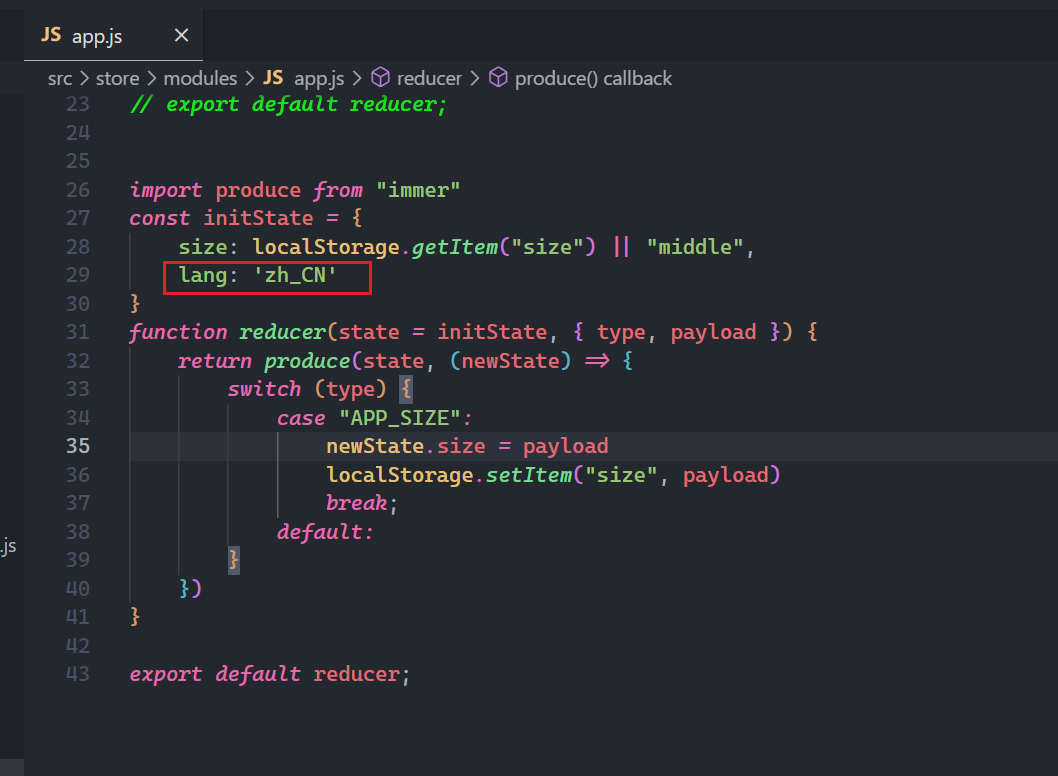 JS app.js ×
src > store > modules > JS app.js > reducer > produce() callback
23 // export default reducer;
24
25
26 import produce from "immer"
27 const initState = {
28 size: localStorage.getItem("size") || "middle",
29 lang: 'zh_CN'
30 }
31 function reducer(state = initState, { type, payload }) {
32 return produce(state, (newState) => {
33 switch (type) {
34 case "APP_SIZE":
35 newState.size = payload
36 localStorage.setItem("size", payload)
37 break;
38 default:
.js
39 }
40 })
41 }
42
43 export default reducer;